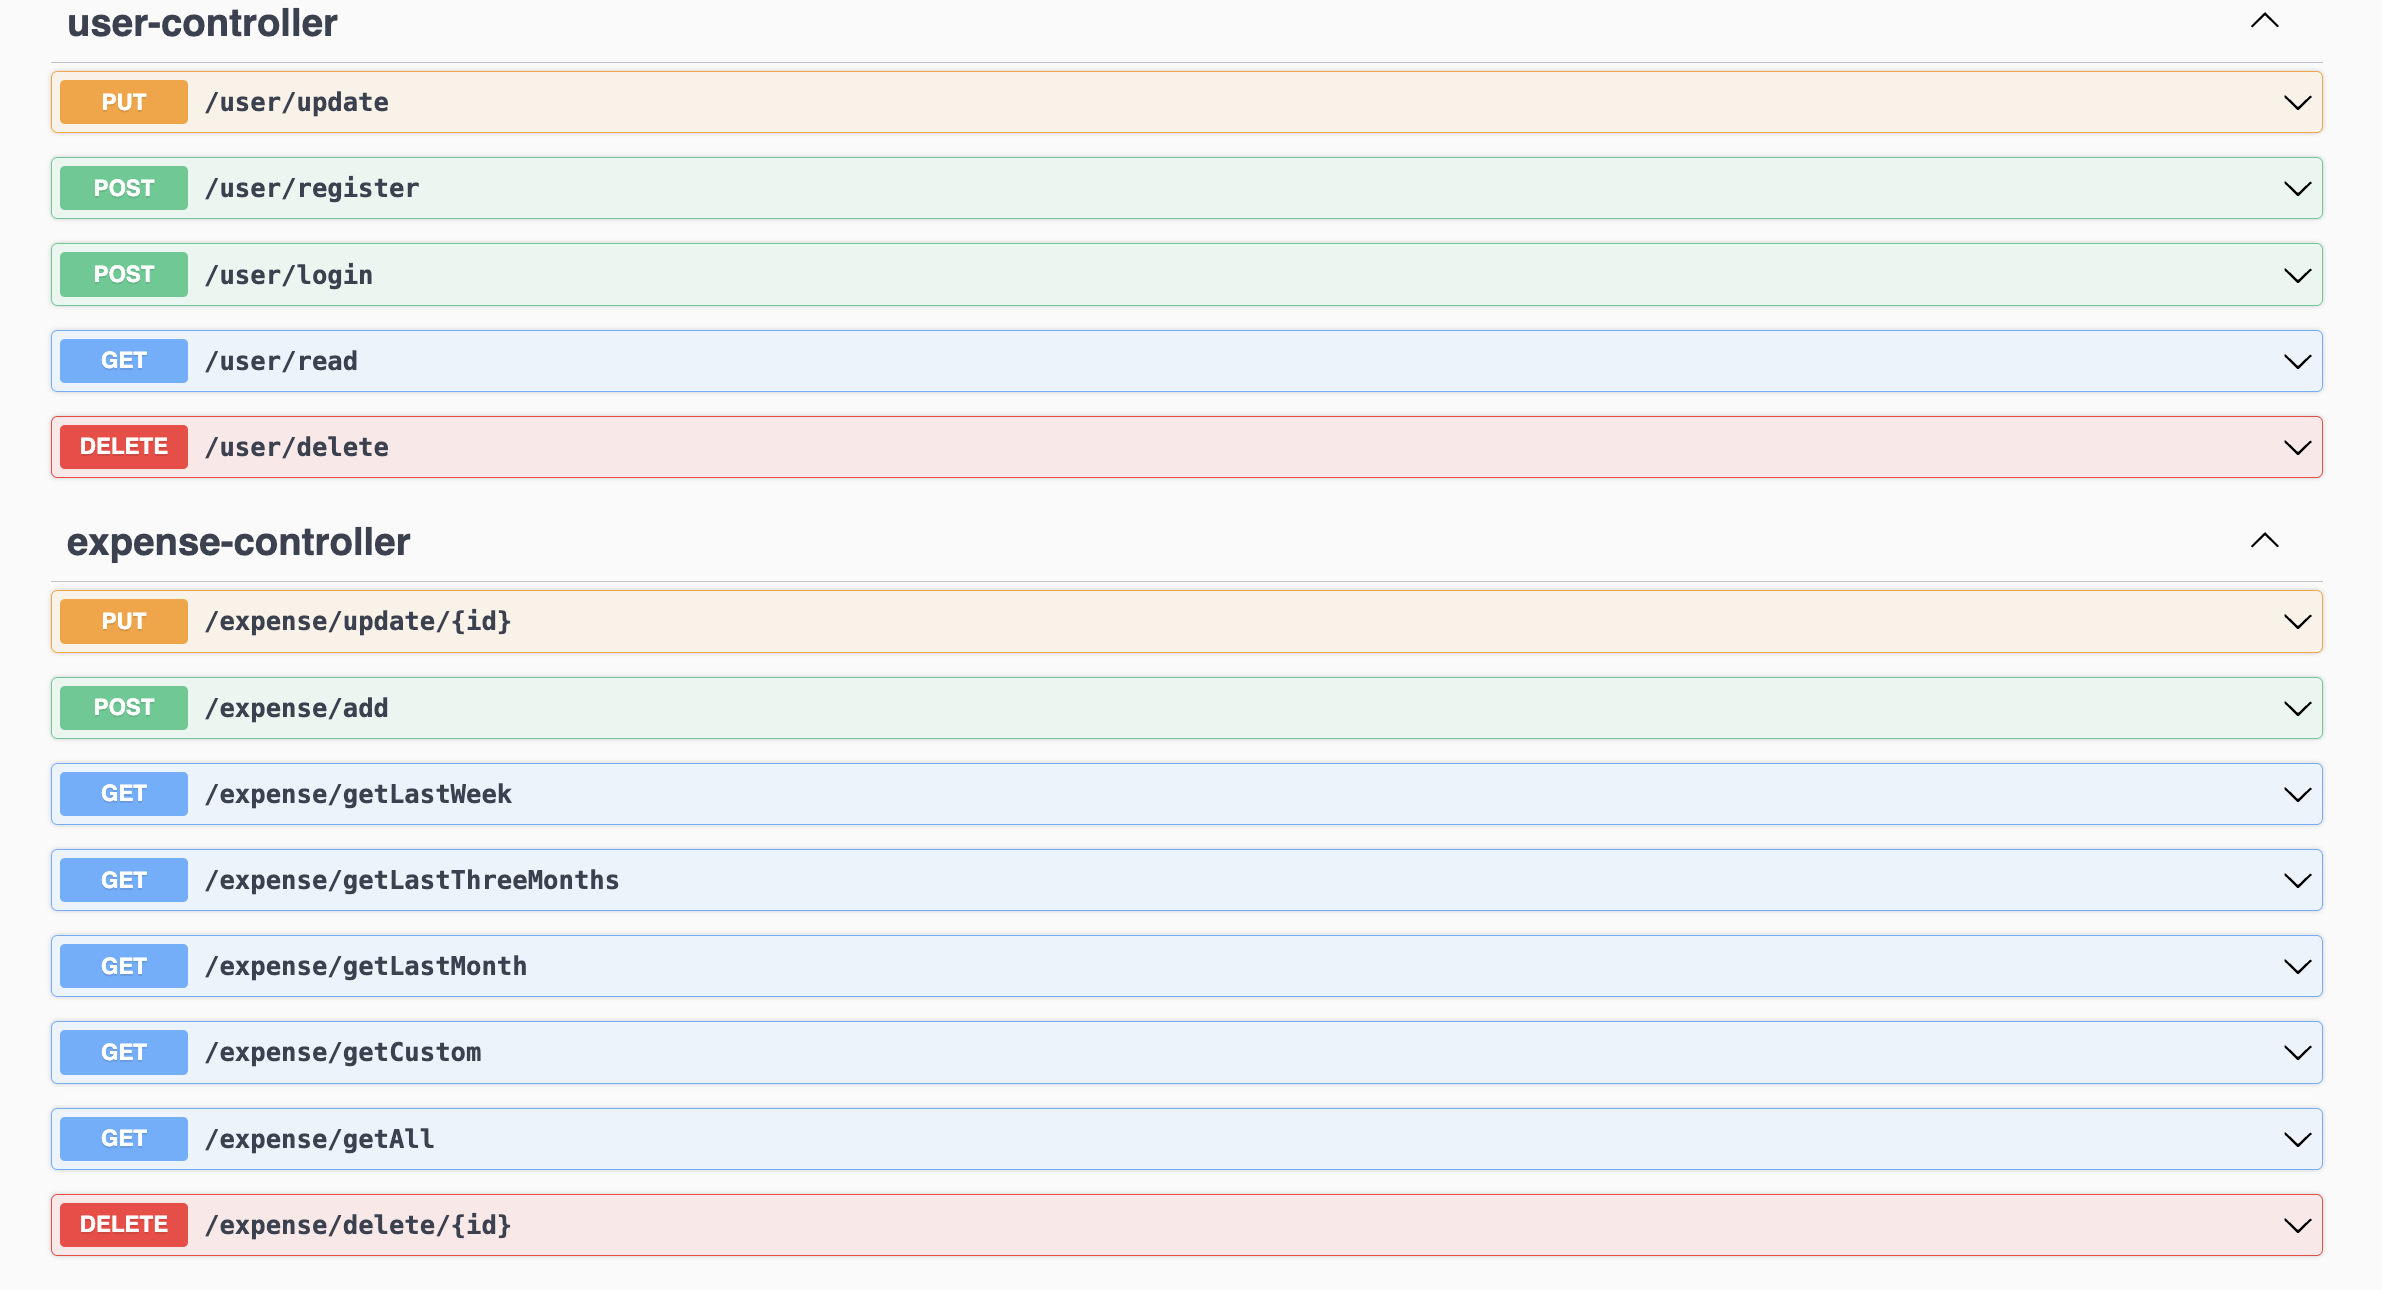 user-controller
PUT /user/update
POST /user/register
POST /user/login
GET /user/read
DELETE /user/delete
expense-controller
PUT /expense/update/{id}
POST /expense/add
GET /expense/getLastWeek
GET /expense/getLastThreeMonths
GET /expense/getLastMonth
GET /expense/getCustom
GET /expense/getAll
DELETE /expense/delete/{id}